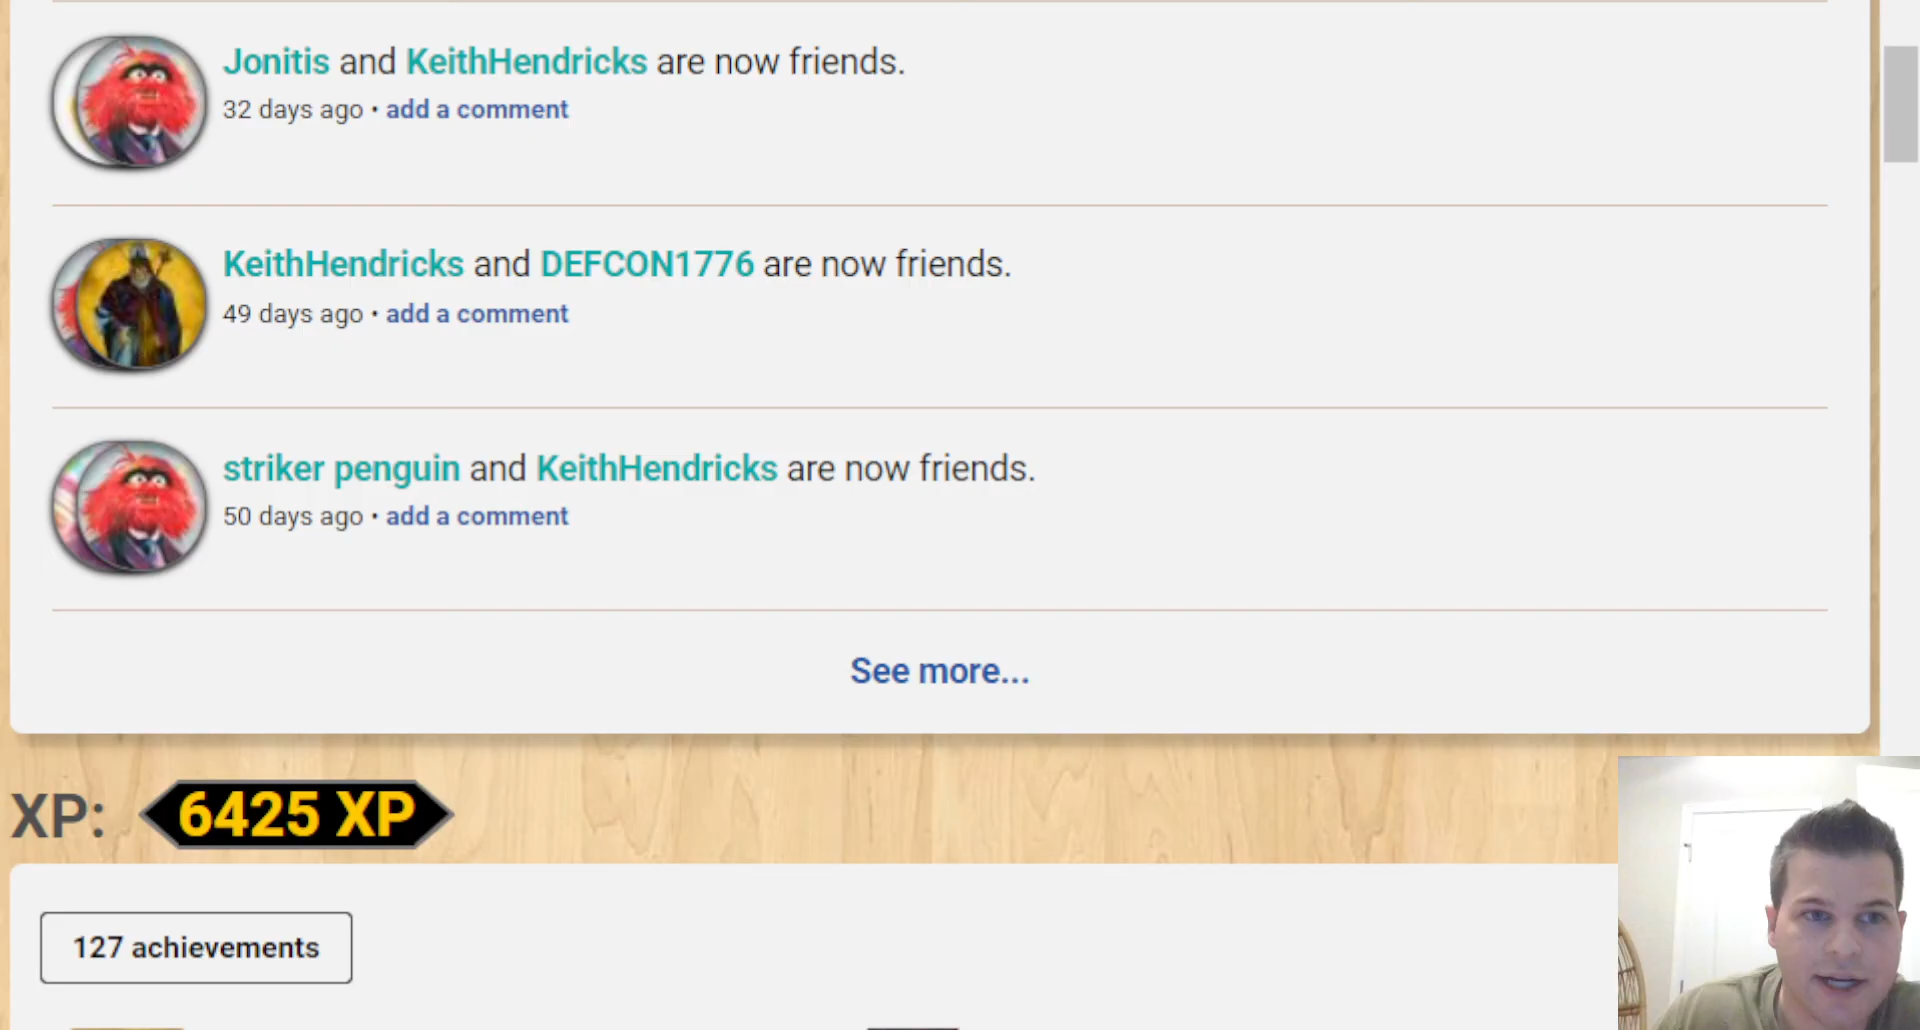 Jonitis and KeithHendricks are now friends.
32 days ago • add a comment
KeithHendricks and DEFCON1776 are now friends.
49 days ago • add a comment
striker penguin and KeithHendricks are now friends.
50 days ago • add a comment
See more...
XP: 6425 XP
127 achievements